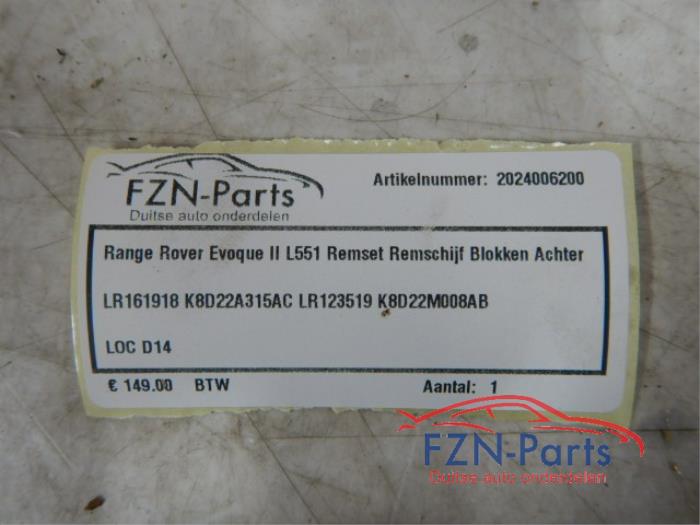 FZN-Parts
Duitse auto onderdelen
Artikelnummer: 2024006200
Range Rover Evoque II L551 Remset Remschijf Blokken Achter
LR161918 K8D22A315AC LR123519 K8D22M008AB
LOC D14
€ 149.00 BTW Aantal: 1
FZN-Parts
Duitse auto onderdelen